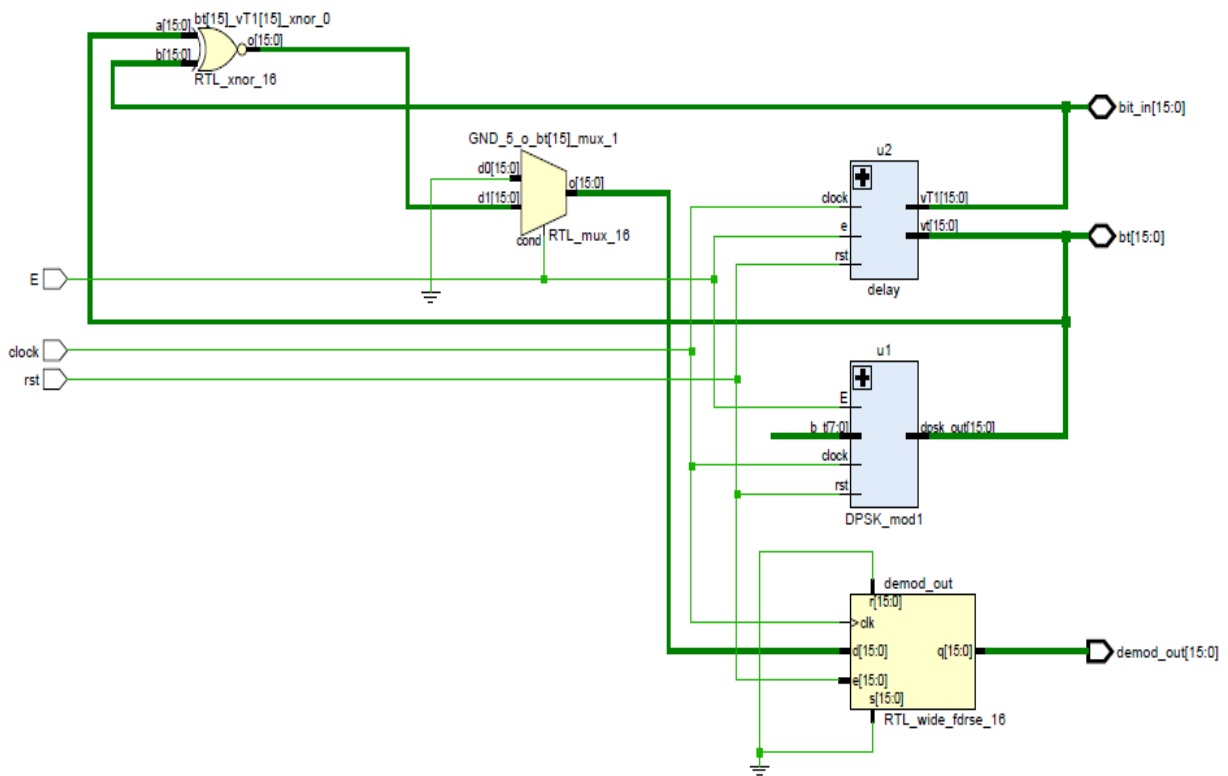 bt[15]_vT1[15]_xnor_0
a[15:0]
o[15:0]
b[15:0]
RTL_xnor_16
bit_in[15:0]
GND_5_o_bt[15]_mux_1
u2
d0[15:0]
o[15:0]
clock
vT1[15:0]
d1[15:0]
e
vt[15:0]
bt[15:0]
RTL_mux_16
cond
rst
E
delay
clock
u1
rst
E
b_t[7:0]
dpsk_out[15:0]
clock
rst
DPSK_mod1
demod_out
r[15:0]
>clk
d[15:0]
q[15:0]
demod_out[15:0]
e[15:0]
s[15:0]
RTL_wide_fdrse_16